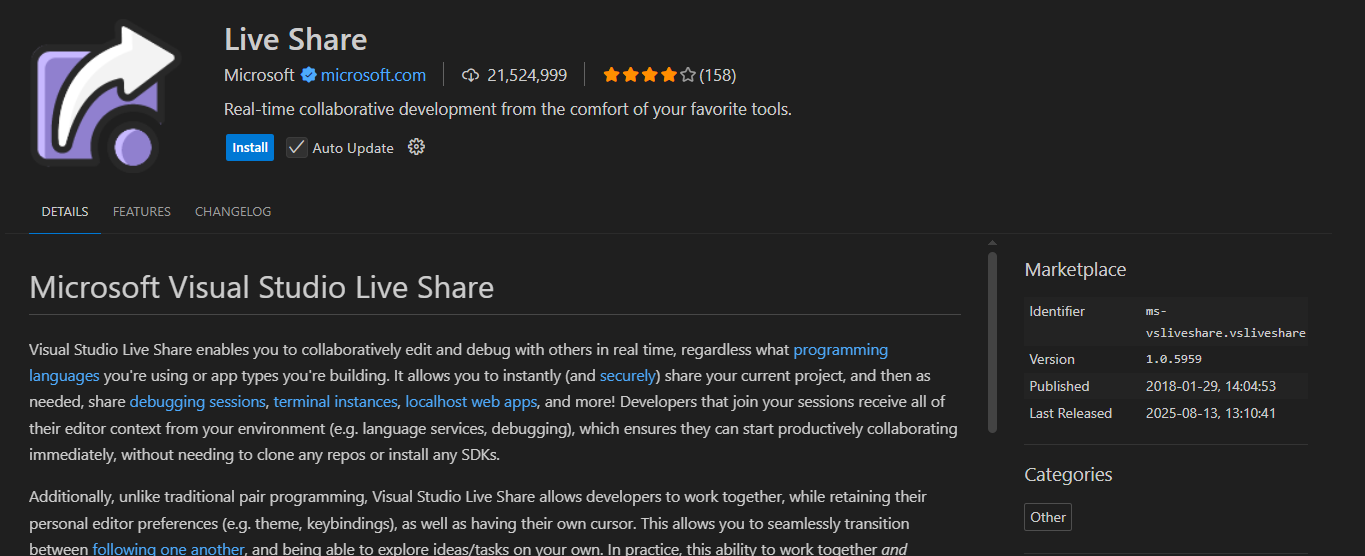 Live Share
Microsoft microsoft.com 21,524,999 (158)
Real-time collaborative development from the comfort of your favorite tools.
Install Auto Update
DETAILS FEATURES CHANGELOG
Microsoft Visual Studio Live Share
Visual Studio Live Share enables you to collaboratively edit and debug with others in real time, regardless what programming
languages you're using or app types you're building. It allows you to instantly (and securely) share your current project, and then as
needed, share debugging sessions, terminal instances, localhost web apps, and more! Developers that join your sessions receive all of
their editor context from your environment (e.g. language services, debugging), which ensures they can start productively collaborating
immediately, without needing to clone any repos or install any SDKs.
Additionally, unlike traditional pair programming, Visual Studio Live Share allows developers to work together, while retaining their
personal editor preferences (e.g. theme, keybindings), as well as having their own cursor. This allows you to seamlessly transition
between following one another, and being able to explore ideas/tasks on your own. In practice, this ability to work together and
Marketplace
Identifier ms-
vsliveshare.vsliveshare
Version 1.0.5959
Published 2018-01-29, 14:04:53
Last Released 2025-08-13, 13:10:41
Categories
Other